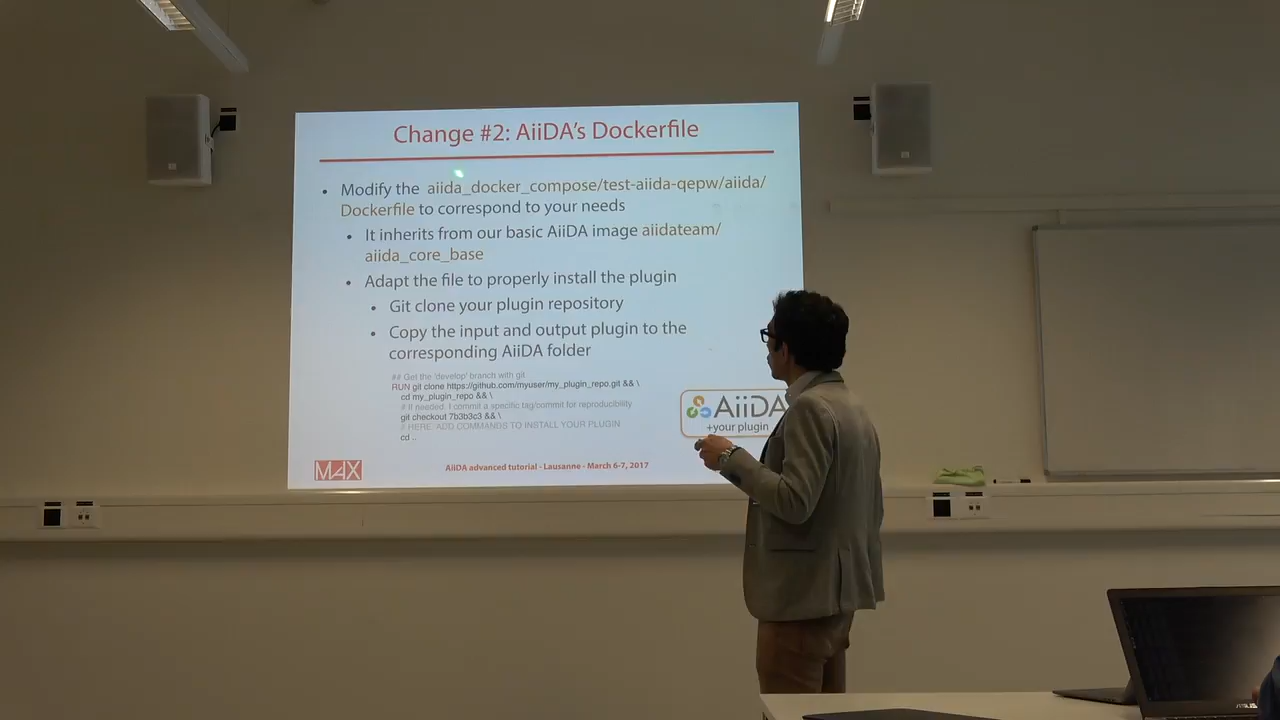 Change #2: AiiDA's Dockerfile
• Modify the aiida_docker_compose/test-aiida-qepw/aiida/
Dockerfile to correspond to your needs
• It inherits from our basic AiiDA image aiidateam/
aiida_core_base
• Adapt the file to properly install the plugin
• Git clone your plugin repository
• Copy the input and output plugin to the
corresponding AiiDA folder
## Get the 'develop' branch with git
RUN git clone https://github.com/myuser/my_plugin_repo.git && \
cd my_plugin_repo && \
# If needed, I commit a specific tag/commit for reproducibility
git checkout 7b3b3c3 && \
# HERE: ADD COMMANDS TO INSTALL YOUR PLUGIN
cd ..
AiiDA
+your plugin
MAX
AiiDA advanced tutorial - Lausanne - March 6-7, 2017